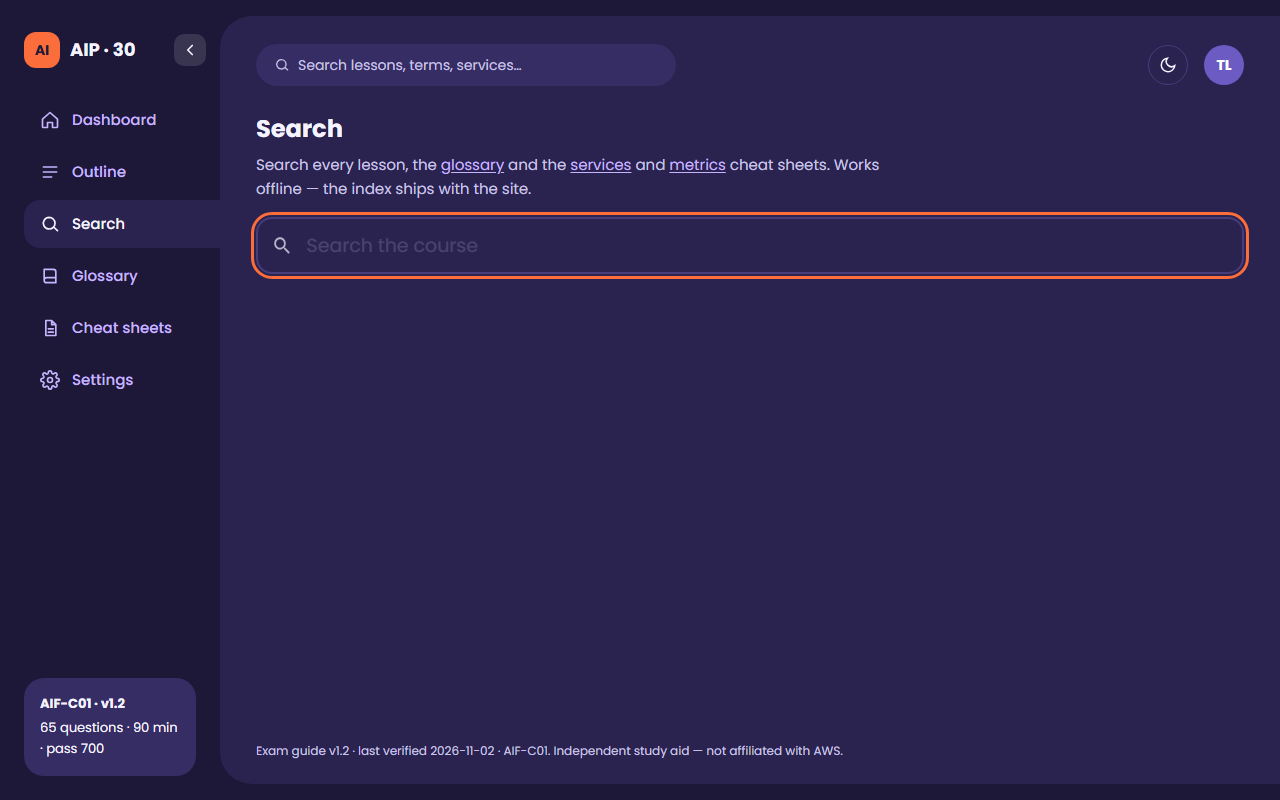 AI
AIP · 30
Dashboard
Outline
Search
Glossary
Cheat sheets
Settings
AIF-C01 · v1.2
65 questions · 90 min
· pass 700
Search lessons, terms, services…
TL
Search
Search every lesson, the glossary and the services and metrics cheat sheets. Works
offline — the index ships with the site.
Search the course
Exam guide v1.2 · last verified 2026-11-02 · AIF-C01. Independent study aid — not affiliated with AWS.